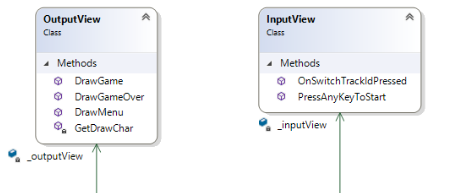 OutputView
Class
Methods
DrawGame
DrawGameOver
DrawMenu
GetDrawChar
_outputView
InputView
Class
Methods
OnSwitchTrackIdPressed
PressAnyKeyToStart
_inputView